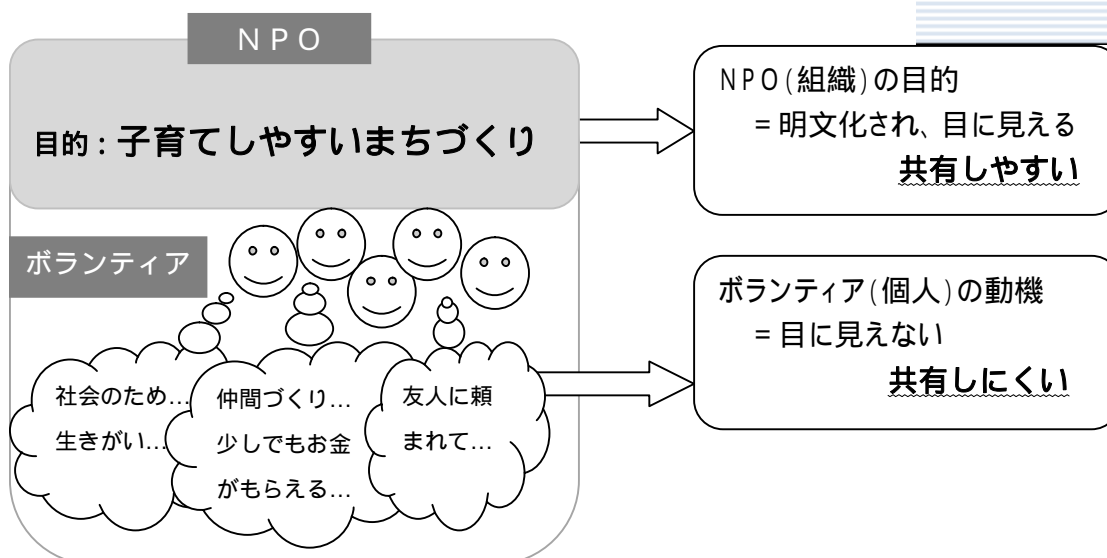 NPO
目的：子育てしやすいまちづくり
NPO(組織)の目的
=明文化され、目に見える
共有しやすい
ボランティア
ボランティア(個人)の動機
=目に見えない
共有しにくい
社会のため…
生きがい…
仲間づくり…
少しでもお金
がもらえる…
友人に頼
まれて…